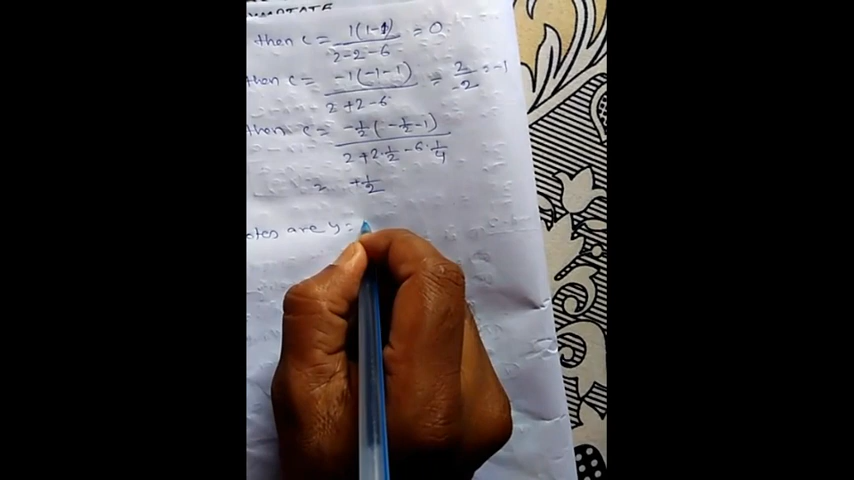 then c = 1(1-1) / 2-2-6 = 0.
then c = -1(-1-1) / 2+2-6 = 2/-2 = -1
then c = -1/2(-1/2-1) / 2+2·1/2-6·1/4
= +1/2
are y =